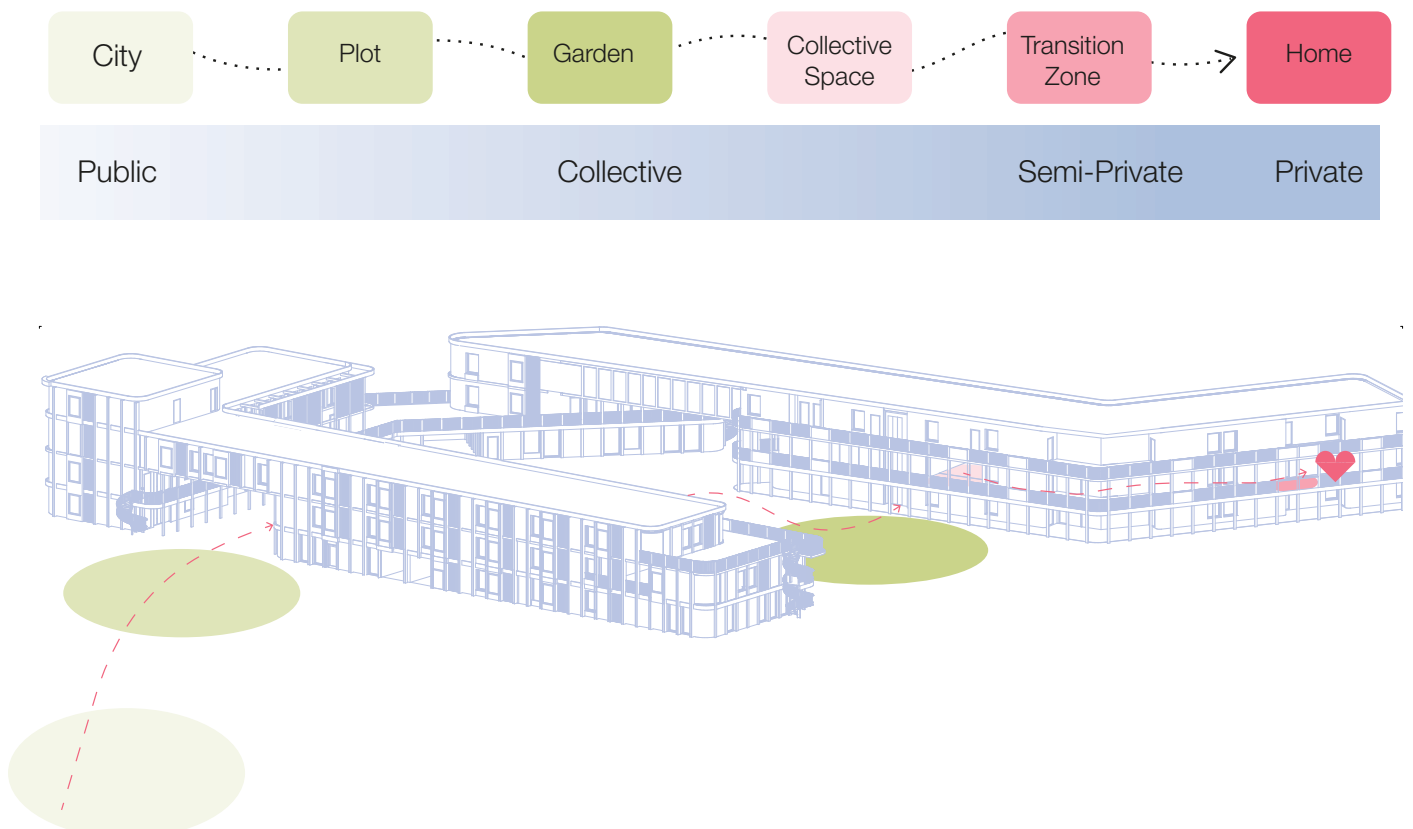 City
Plot
Garden
Collective
Space
Transition
Zone
Home
Public
Collective
Semi-Private
Private